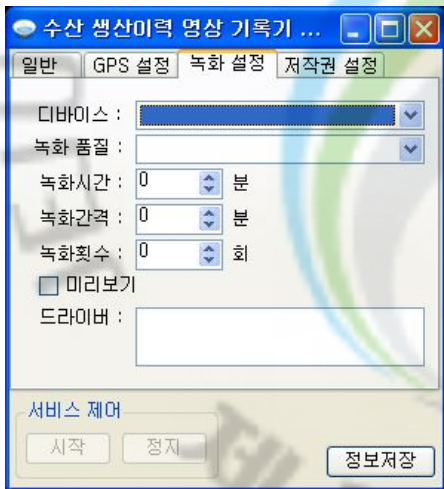 수산 생산이력 영상 기록기 ...
일반 GPS 설정 녹화 설정 저작권 설정
디바이스 :
녹화 품질 :
녹화시간 : 0 분
녹화간격 : 0 분
녹화횟수 : 0 회
미리보기
드라이버 :
서비스 제어
시작 정지
정보저장